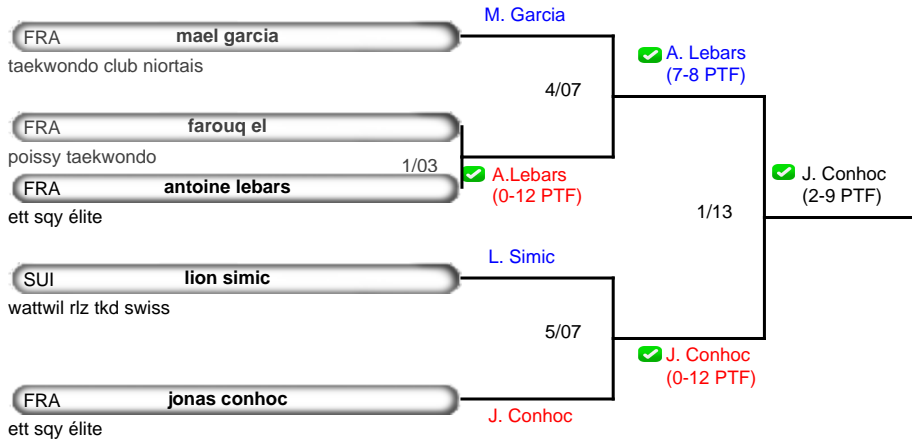 M. Garcia
FRA mael garcia
taekwondo club niortais
4/07
A. Lebars
(7-8 PTF)
FRA farouq el
poissy taekwondo
1/03
A.Lebars
(0-12 PTF)
FRA antoine lebars
ett sqy élite
J. Conhoc
(2-9 PTF)
1/13
L. Simic
SUI lion simic
wattwil rlz tkd swiss
5/07
J. Conhoc
(0-12 PTF)
FRA jonas conhoc
J. Conhoc
ett sqy élite